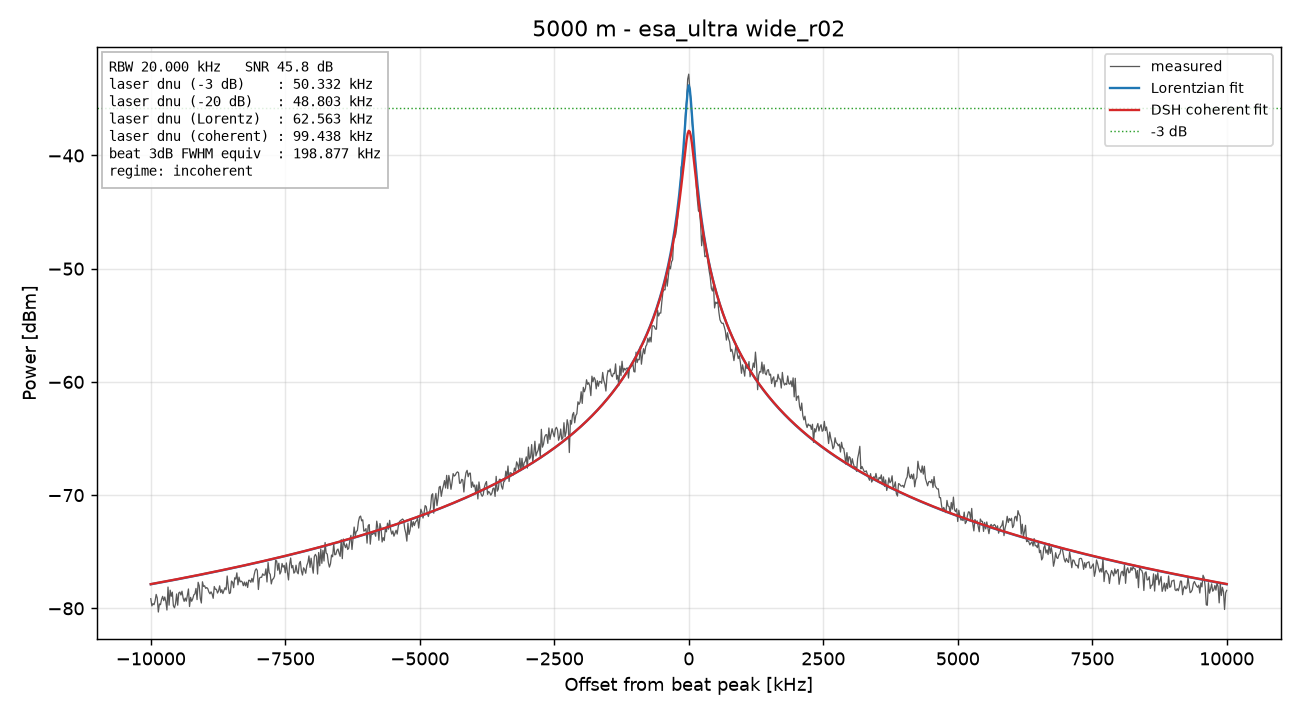 5000 m - esa_ultra wide_r02
RBW 20.000 kHz   SNR 45.8 dB
laser dnu (-3 dB)    : 50.332 kHz
laser dnu (-20 dB)   : 48.803 kHz
laser dnu (Lorentz)  : 62.563 kHz
laser dnu (coherent) : 99.438 kHz
beat 3dB FWHM equiv  : 198.877 kHz
regime: incoherent
measured
Lorentzian fit
DSH coherent fit
-3 dB
Power [dBm]
−40
−50
−60
−70
−80
−10000
−7500
−5000
−2500
0
2500
5000
7500
10000
Offset from beat peak [kHz]